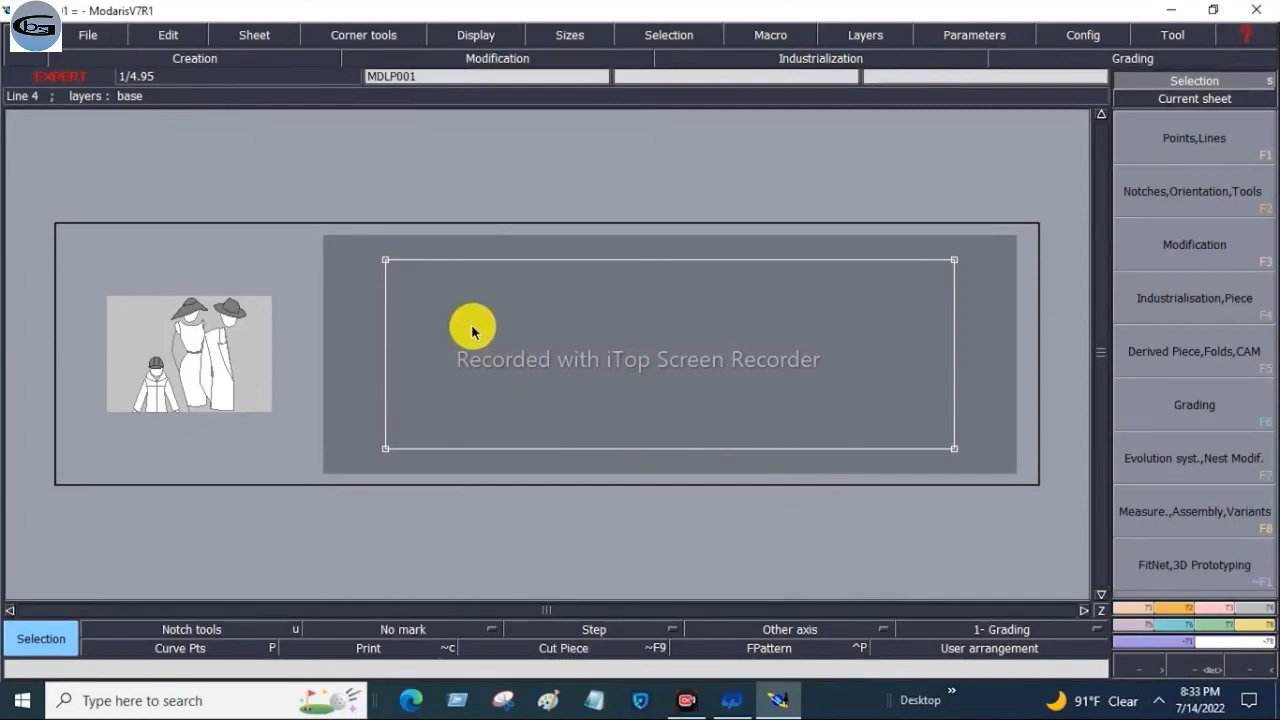 1 = - ModarisV7R1
File Edit Sheet Corner tools Display Sizes Selection Macro Layers Parameters Config Tool ?
Creation Modification Industrialization Grading
EXPERT 1/4.95 MDLP001
Line 4 ; layers : base
Selection s
Current sheet
Points,Lines F1
Notches,Orientation,Tools F2
Modification F3
Industrialisation,Piece F4
Derived Piece,Folds,CAM F5
Grading F6
Evolution syst.,Nest Modif. F7
Measure.,Assembly,Variants F8
FitNet,3D Prototyping ~F1
Recorded with iTop Screen Recorder
Z
Selection
Notch tools u No mark Step Other axis 1- Grading
Curve Pts P Print ~c Cut Piece ~F9 FPattern ^P User arrangement
Type here to search
Desktop »
91°F Clear
8:33 PM
7/14/2022